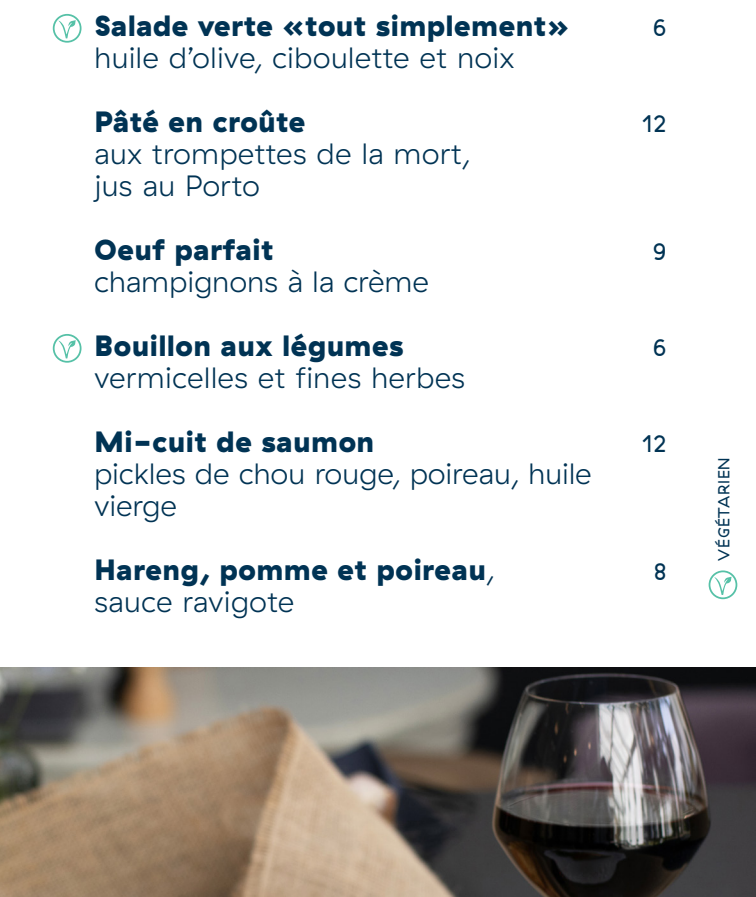 Salade verte «tout simplement» 6
huile d’olive, ciboulette et noix
Pâté en croûte 12
aux trompettes de la mort,
jus au Porto
Oeuf parfait 9
champignons à la crème
Bouillon aux légumes 6
vermicelles et fines herbes
Mi-cuit de saumon 12
pickles de chou rouge, poireau, huile
vierge
Hareng, pomme et poireau, 8
sauce ravigote
VÉGÉTARIEN